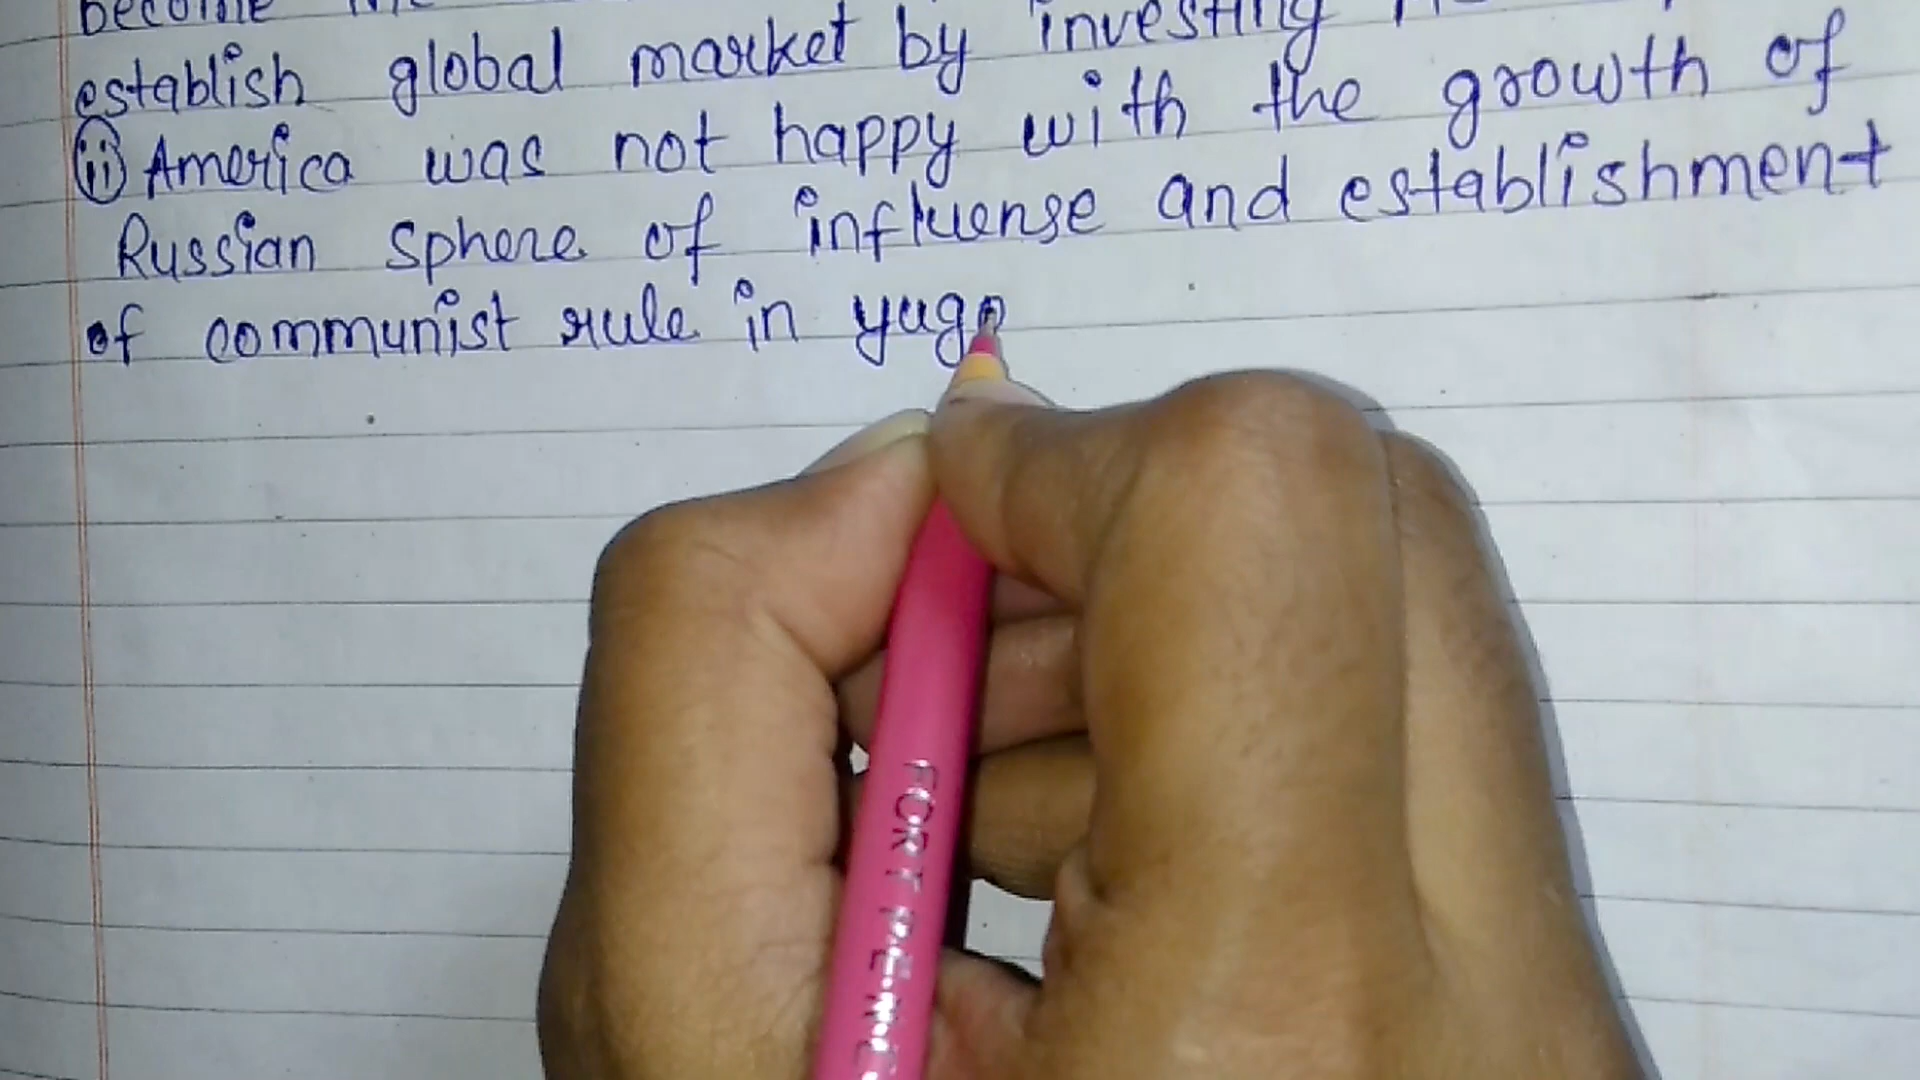 become
establish global market by investing
(ii) America was not happy with the growth of
Russian sphere of influense and establishment
of communist rule in yugo